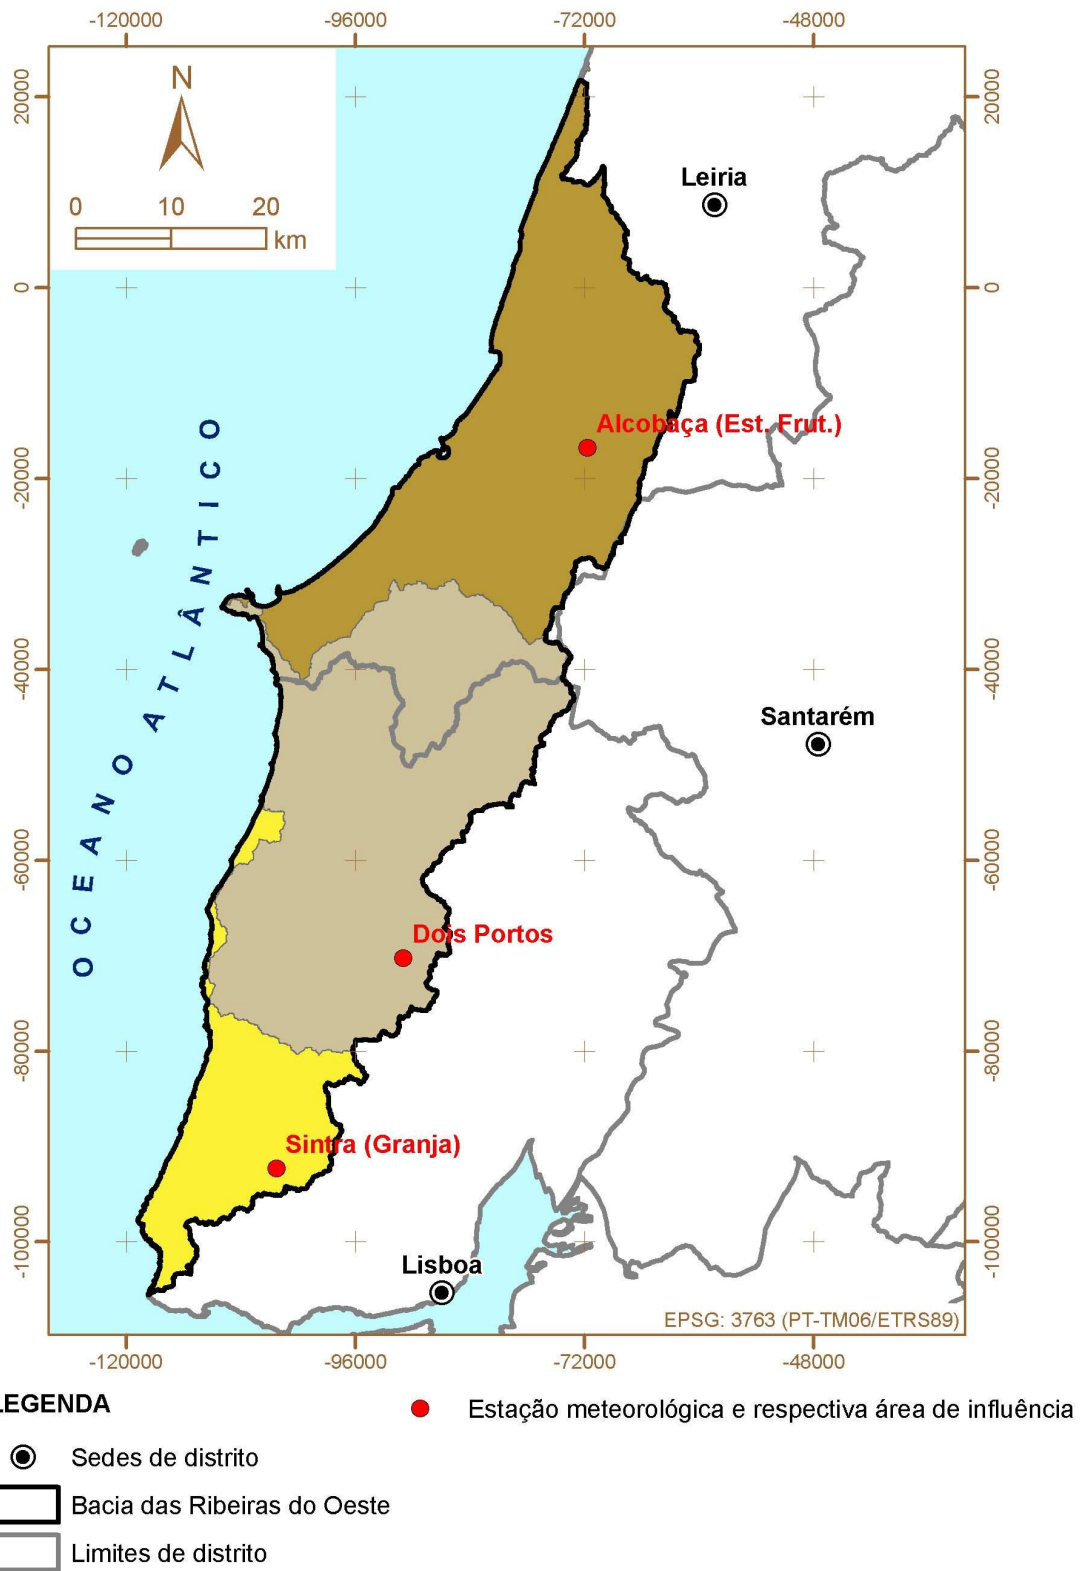 -120000 -96000 -72000 -48000
N
0 10 20
km
20000
0
-20000
-40000
-60000
-80000
-100000
20000
0
-20000
-40000
-60000
-80000
-100000
Leiria
Alcobaça (Est. Frut.)
OCEANO ATLÂNTICO
Santarém
Dois Portos
Sintra (Granja)
Lisboa
EPSG: 3763 (PT-TM06/ETRS89)
-120000 -96000 -72000 -48000
LEGENDA
Estação meteorológica e respectiva área de influência
Sedes de distrito
Bacia das Ribeiras do Oeste
Limites de distrito